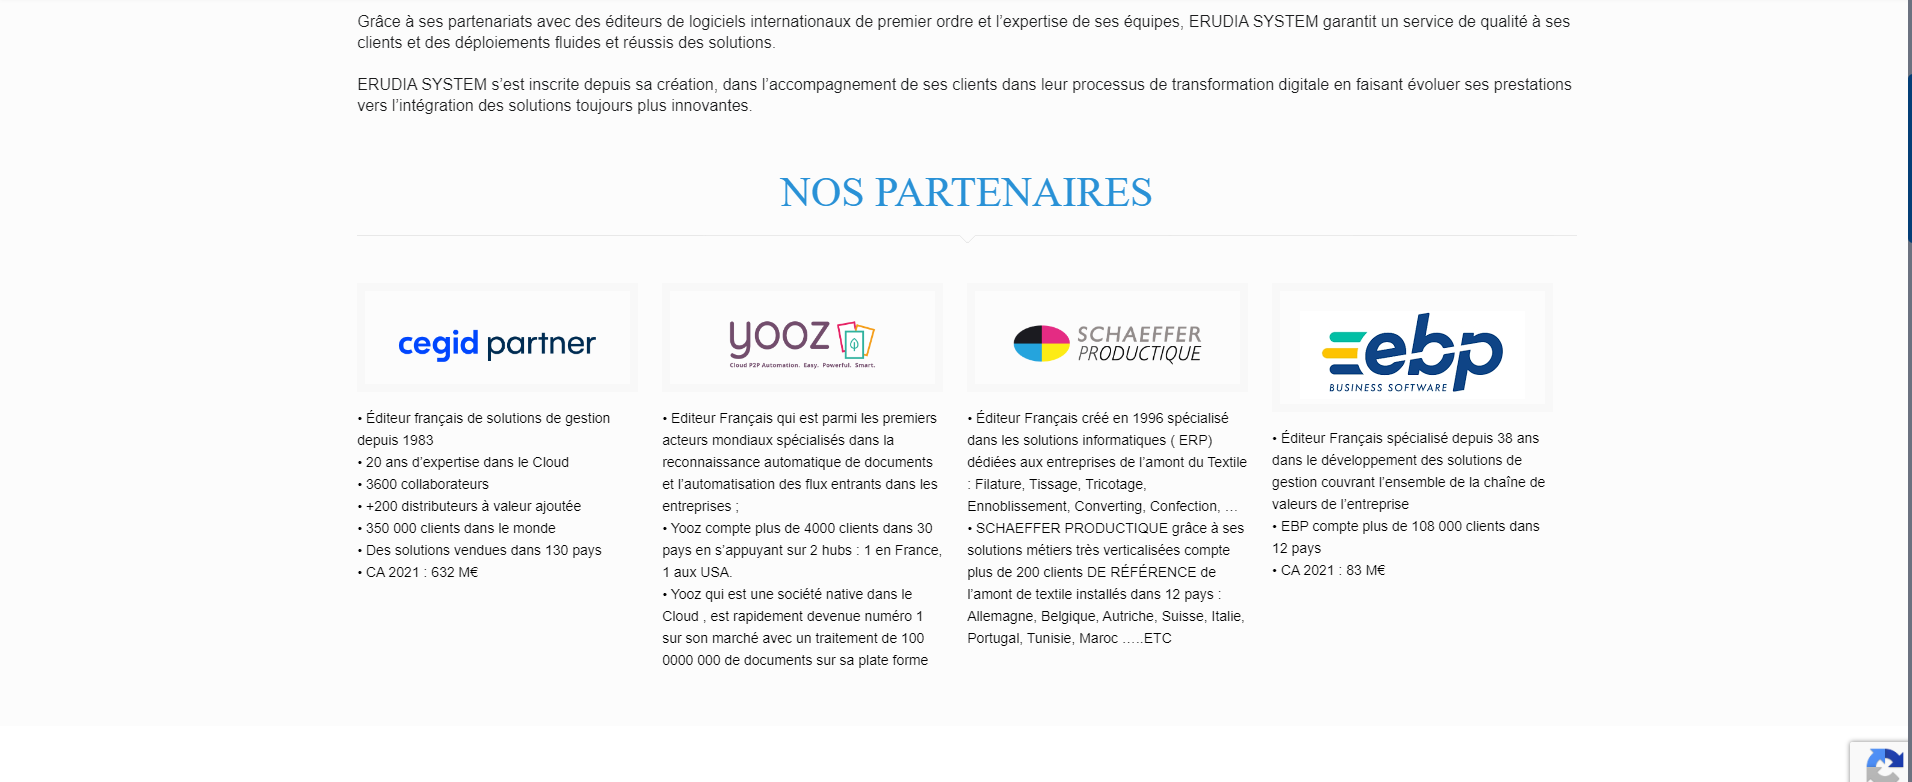 Grâce à ses partenariats avec des éditeurs de logiciels internationaux de premier ordre et l’expertise de ses équipes, ERUDIA SYSTEM garantit un service de qualité à ses
clients et des déploiements fluides et réussis des solutions.
ERUDIA SYSTEM s’est inscrite depuis sa création, dans l’accompagnement de ses clients dans leur processus de transformation digitale en faisant évoluer ses prestations
vers l’intégration des solutions toujours plus innovantes.
NOS PARTENAIRES
cegid partner
• Éditeur français de solutions de gestion
depuis 1983
• 20 ans d’expertise dans le Cloud
• 3600 collaborateurs
• +200 distributeurs à valeur ajoutée
• 350 000 clients dans le monde
• Des solutions vendues dans 130 pays
• CA 2021 : 632 M€
yooz
Cloud P2P Automation. Easy. Powerful. Smart.
• Editeur Français qui est parmi les premiers
acteurs mondiaux spécialisés dans la
reconnaissance automatique de documents
et l’automatisation des flux entrants dans les
entreprises ;
• Yooz compte plus de 4000 clients dans 30
pays en s’appuyant sur 2 hubs : 1 en France,
1 aux USA.
• Yooz qui est une société native dans le
Cloud , est rapidement devenue numéro 1
sur son marché avec un traitement de 100
0000 000 de documents sur sa plate forme
SCHAEFFER
PRODUCTIQUE
• Éditeur Français créé en 1996 spécialisé
dans les solutions informatiques ( ERP)
dédiées aux entreprises de l’amont du Textile
: Filature, Tissage, Tricotage,
Ennoblissement, Converting, Confection, …
• SCHAEFFER PRODUCTIQUE grâce à ses
solutions métiers très verticalisées compte
plus de 200 clients DE RÉFÉRENCE de
l’amont de textile installés dans 12 pays :
Allemagne, Belgique, Autriche, Suisse, Italie,
Portugal, Tunisie, Maroc …..ETC
ebp
BUSINESS SOFTWARE
• Éditeur Français spécialisé depuis 38 ans
dans le développement des solutions de
gestion couvrant l’ensemble de la chaîne de
valeurs de l’entreprise
• EBP compte plus de 108 000 clients dans
12 pays
• CA 2021 : 83 M€